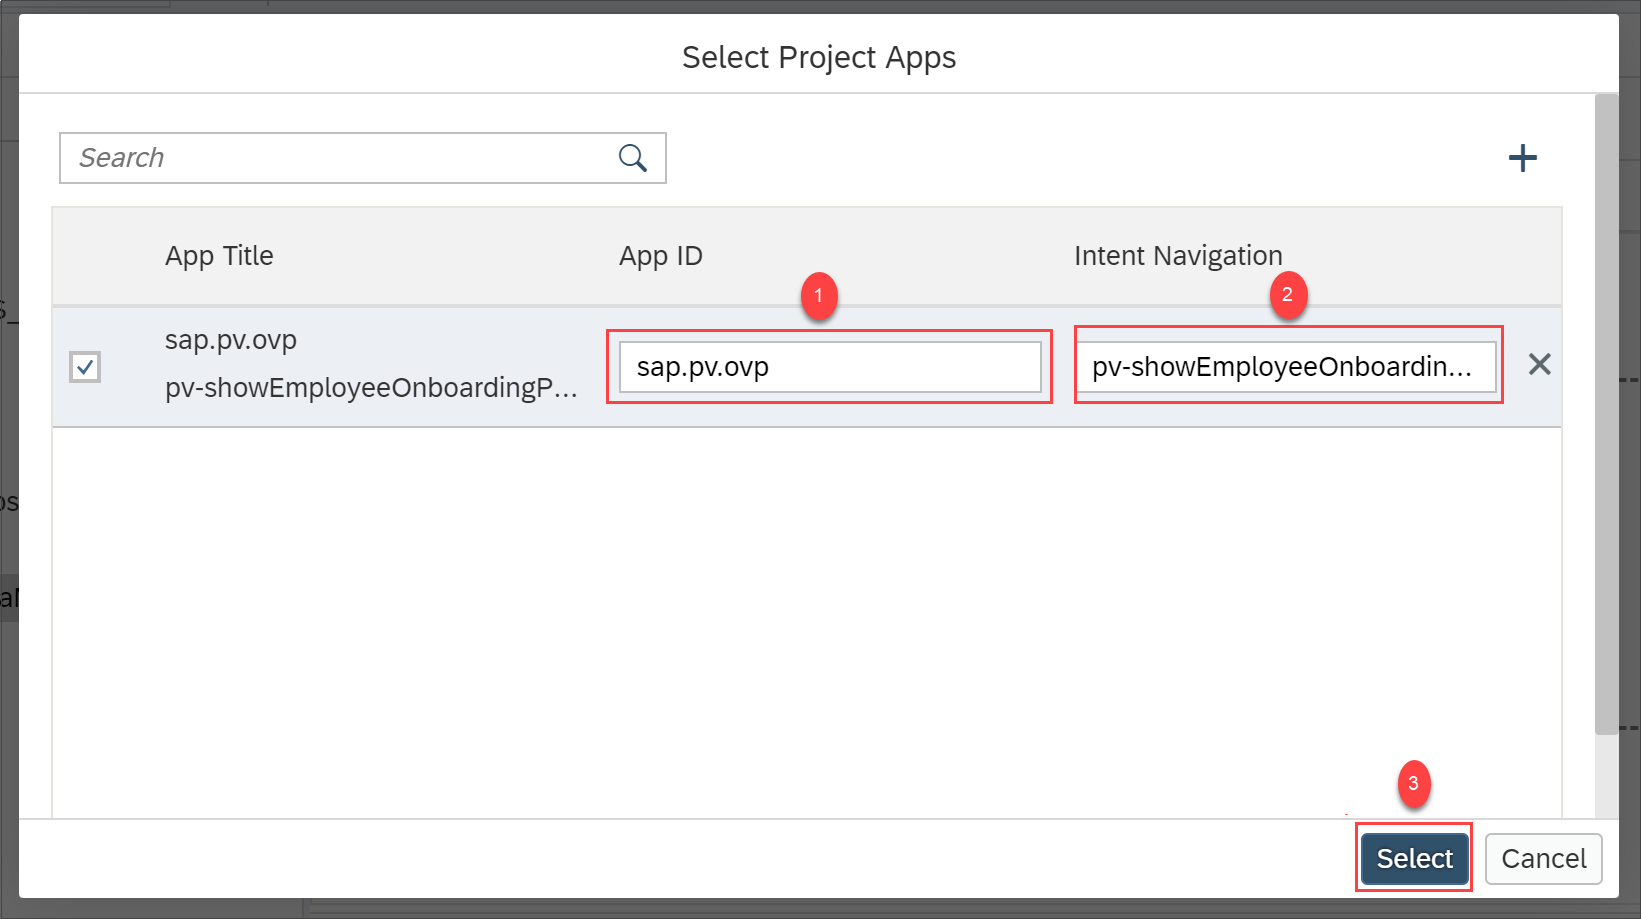 Select Project Apps
Search
App Title App ID Intent Navigation
1 2
sap.pv.ovp
pv-showEmployeeOnboardingP...
sap.pv.ovp
pv-showEmployeeOnboardin...
3
Select Cancel